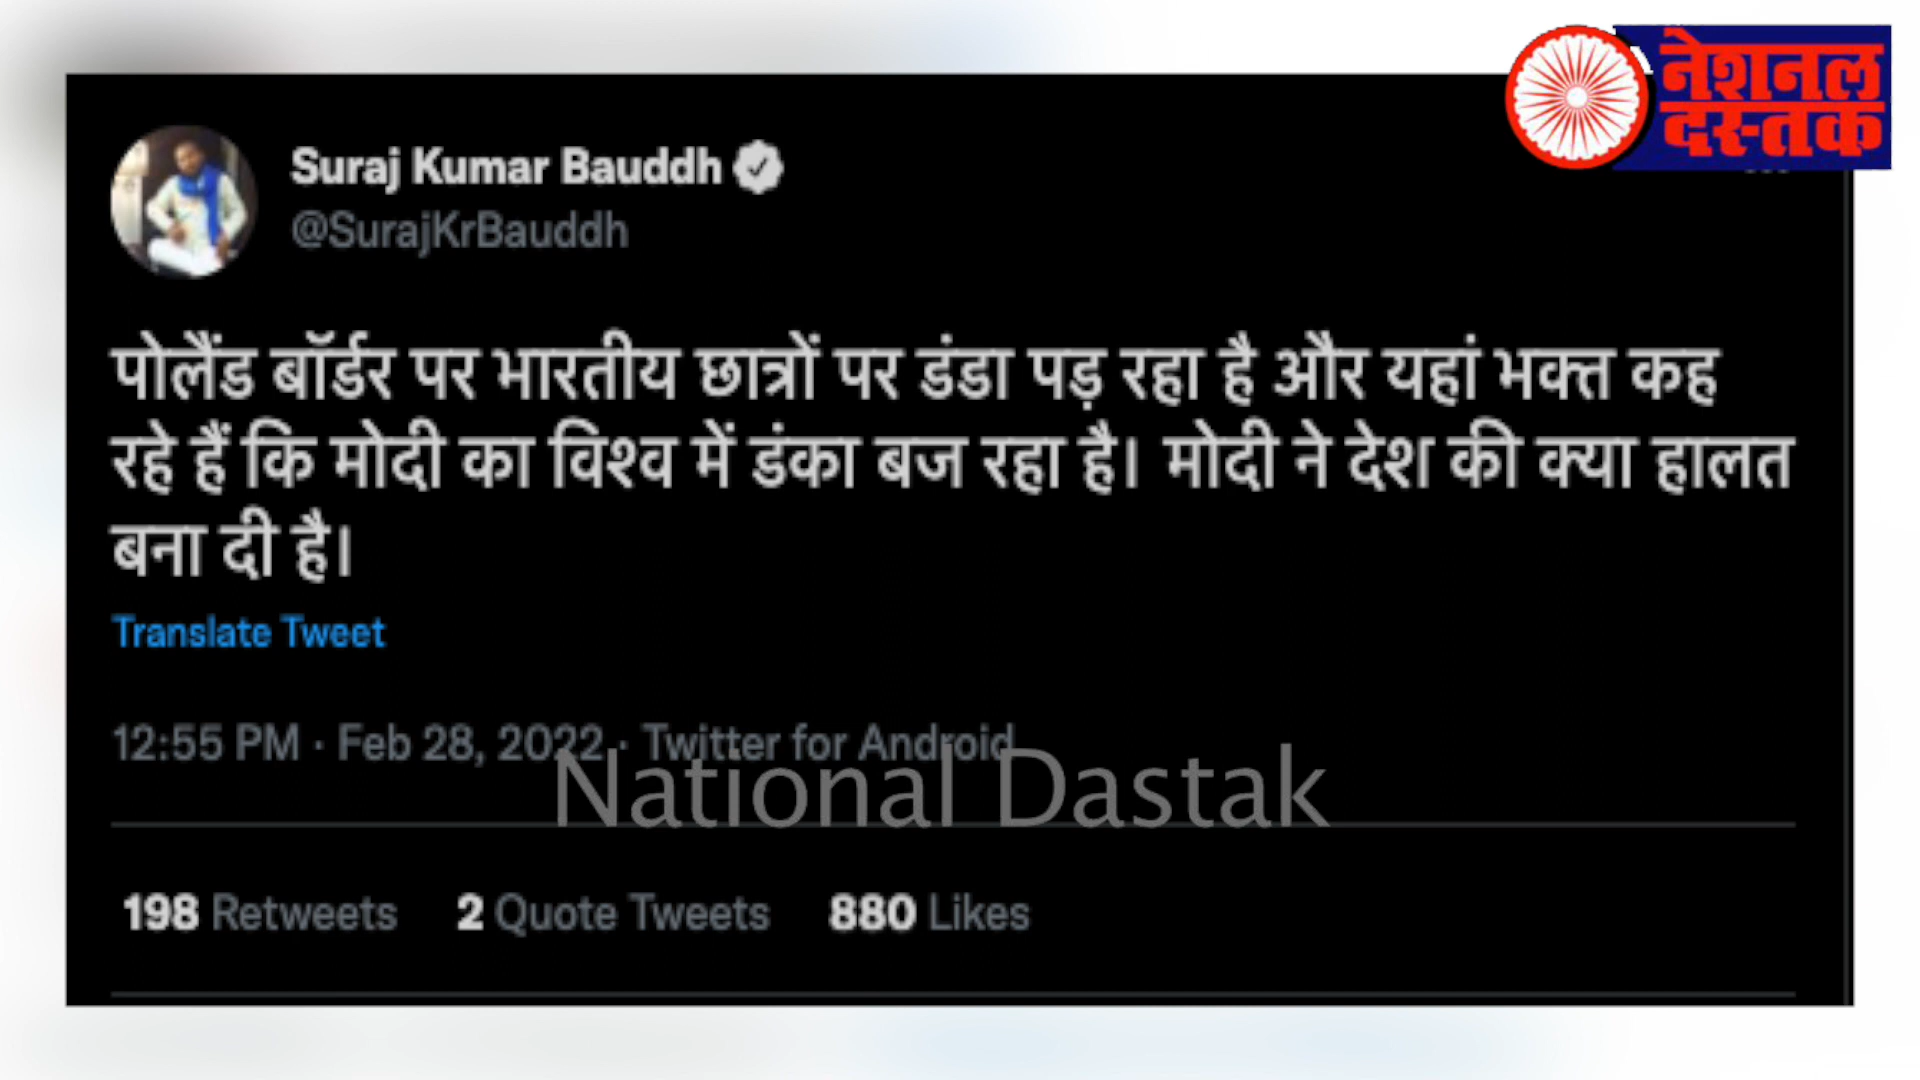 नेशनल
दस्तक
Suraj Kumar Bauddh
@SurajKrBauddh
पोलैंड बॉर्डर पर भारतीय छात्रों पर डंडा पड़ रहा है और यहां भक्त कह
रहे हैं कि मोदी का विश्व में डंका बज रहा है। मोदी ने देश की क्या हालत
बना दी है।
Translate Tweet
12:55 PM · Feb 28, 2022 · Twitter for Android
National Dastak
198 Retweets 2 Quote Tweets 880 Likes